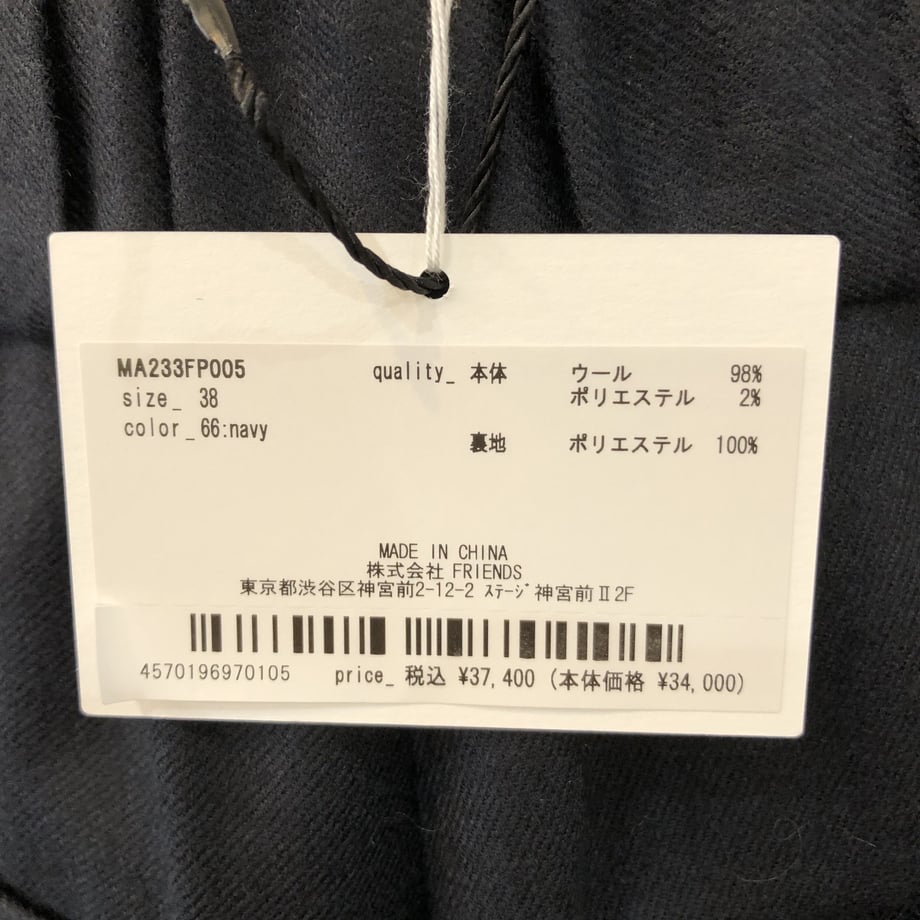 MA233FP005
size_ 38
color_66:navy
quality_ 本体 ウール 98%
ポリエステル 2%
裏地 ポリエステル 100%
MADE IN CHINA
株式会社 FRIENDS
東京都渋谷区神宮前2-12-2 ｽﾃｰｼﾞ神宮前Ⅱ2F
4570196970105 price_ 税込 ¥37,400 (本体価格 ¥34,000)